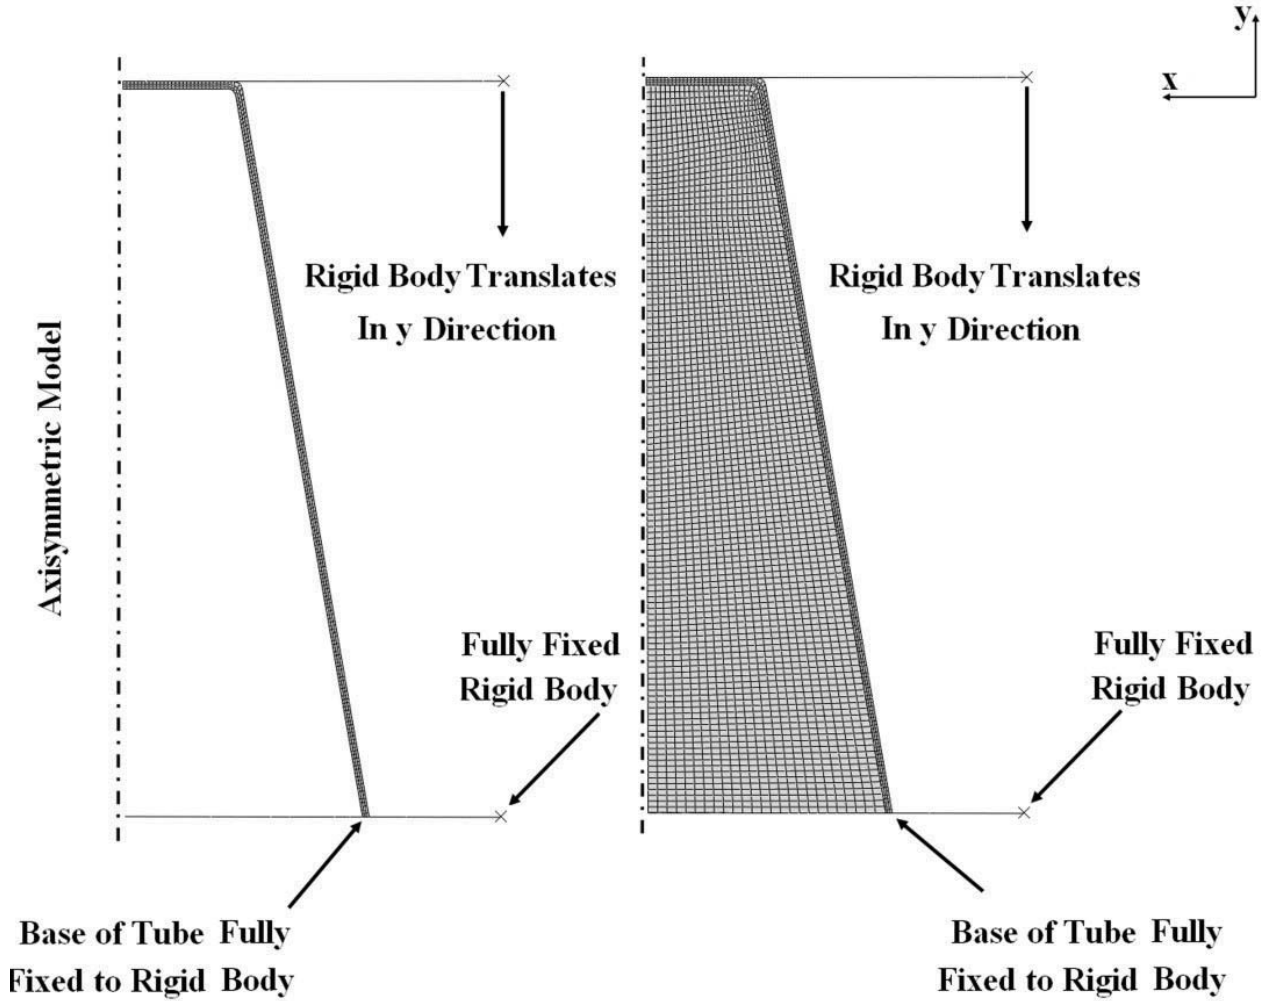 y
x
Rigid Body Translates
In y Direction
Rigid Body Translates
In y Direction
Axisymmetric Model
Fully Fixed
Rigid Body
Fully Fixed
Rigid Body
Base of Tube Fully
Fixed to Rigid Body
Base of Tube Fully
Fixed to Rigid Body